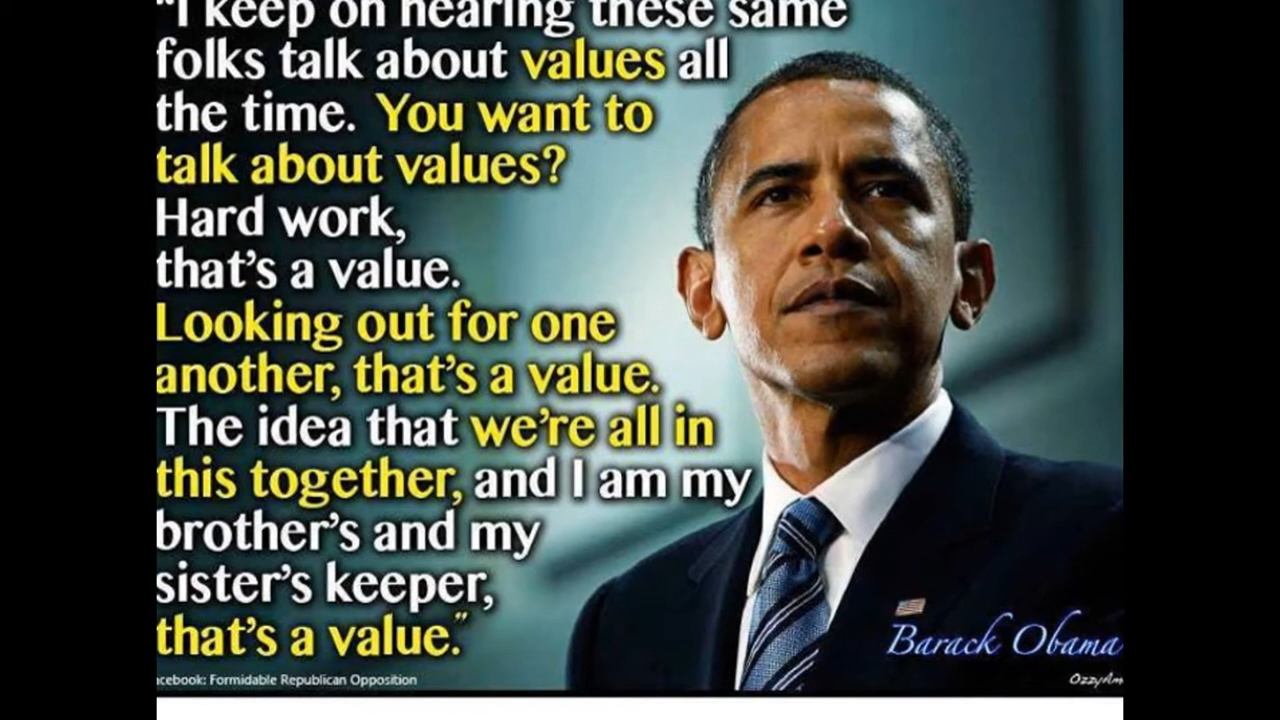 "I keep on hearing these same
folks talk about values all
the time. You want to
talk about values?
Hard work,
that's a value.
Looking out for one
another, that's a value.
The idea that we're all in
this together, and I am my
brother's and my
sister's keeper,
that's a value."
Barack Obama
acebook: Formidable Republican Opposition
OzzyAm